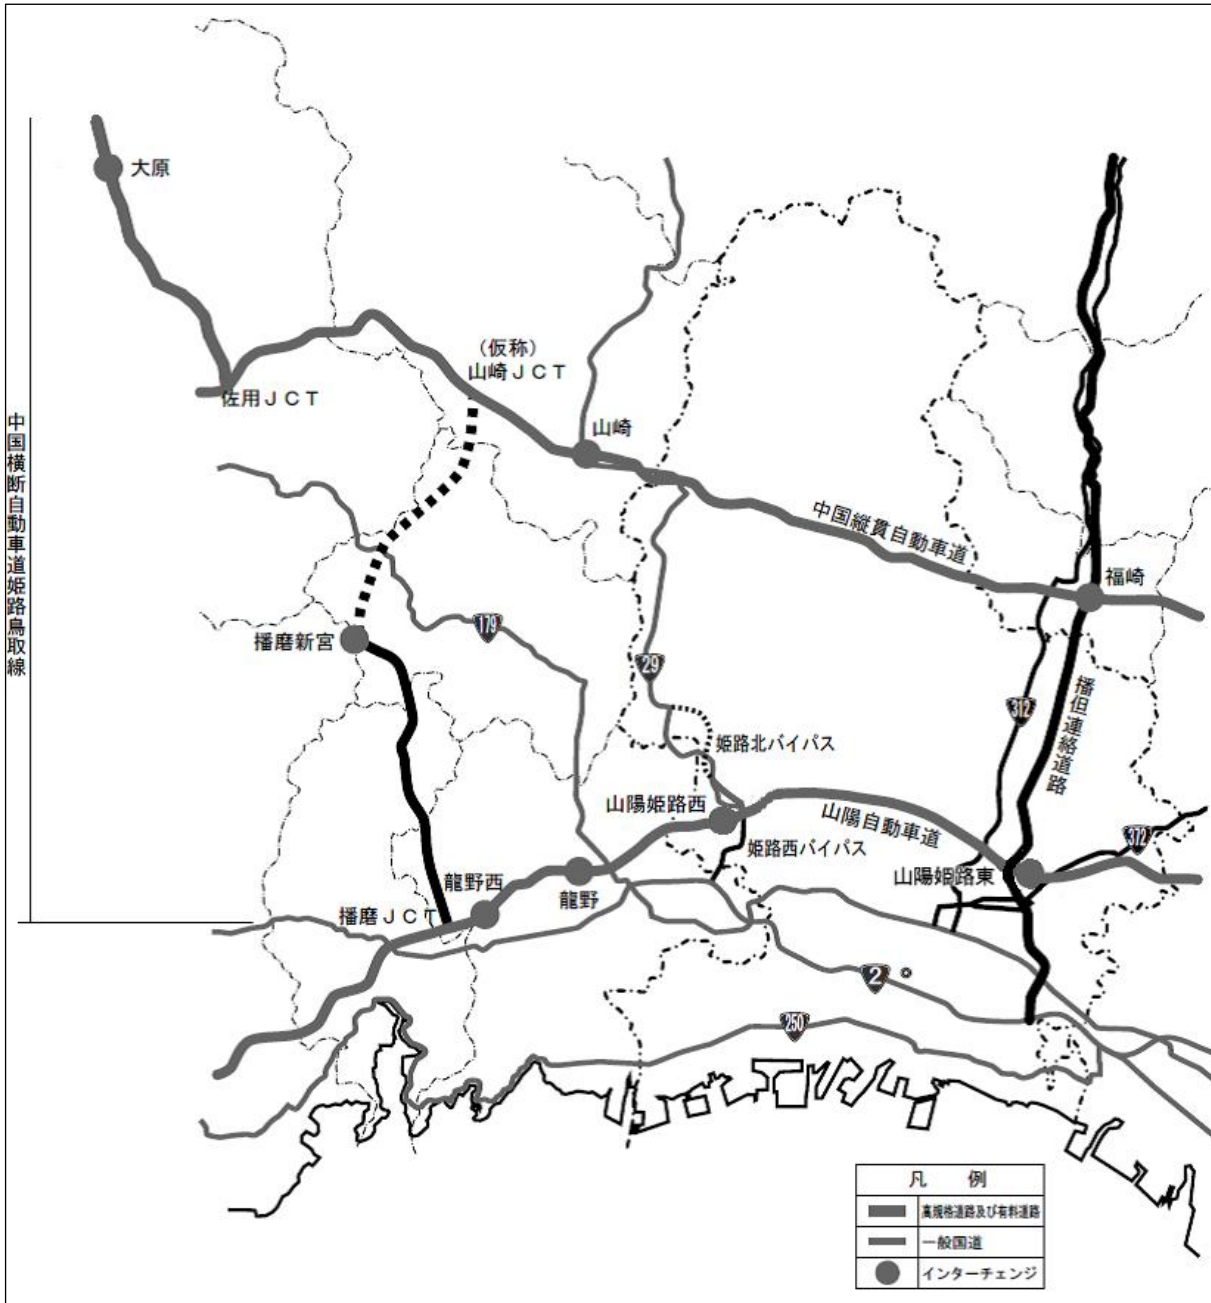 大原
(仮称)
山崎JCT
佐用JCT
山崎
中国横断自動車道姫路鳥取線
中国縦貫自動車道
福崎
播磨新宮
179
29
312
播但連絡道路
姫路北バイパス
山陽姫路西
山陽自動車道
姫路西バイパス
372
山陽姫路東
龍野西
龍野
播磨JCT
2
250
凡 例
高規格道路及び有料道路
一般国道
インターチェンジ